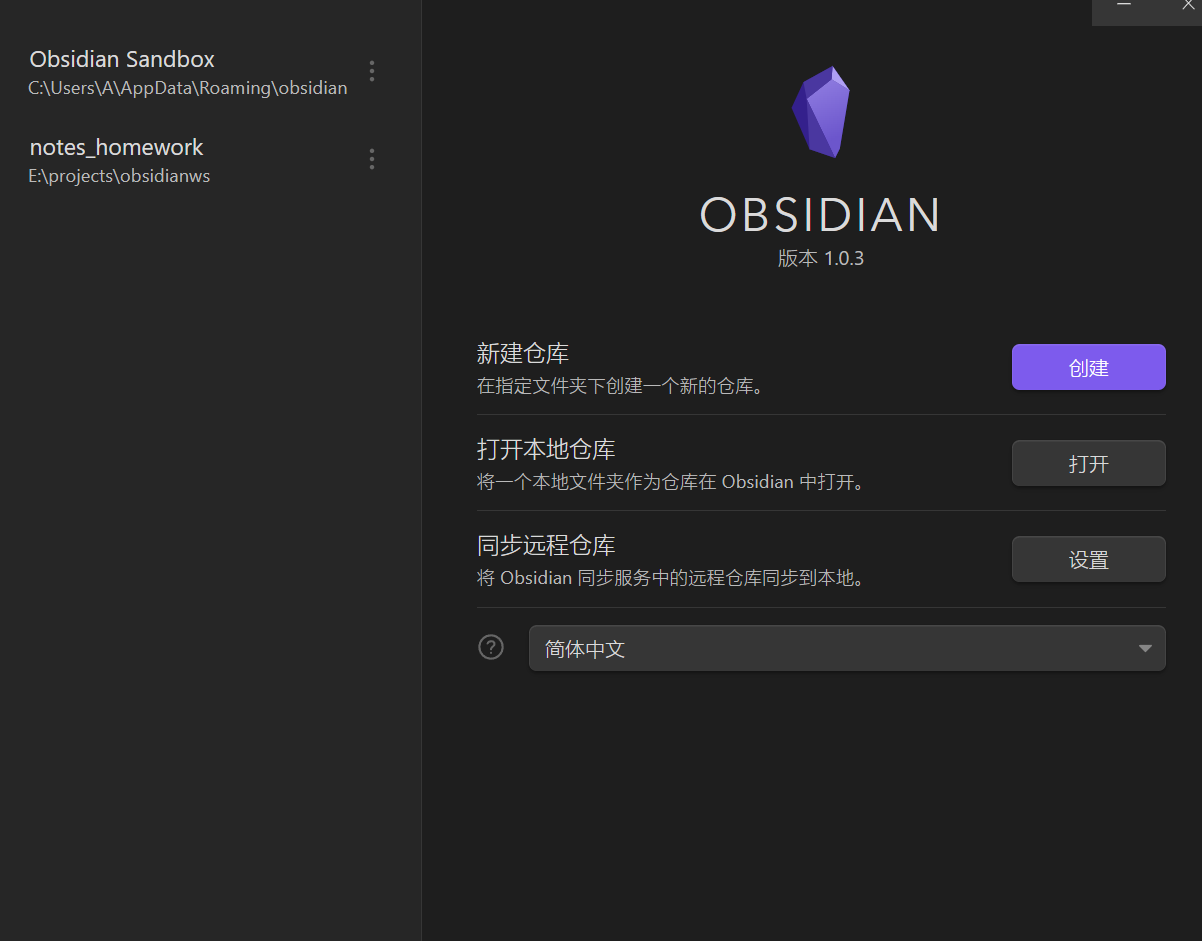 Obsidian Sandbox
C:\Users\A\AppData\Roaming\obsidian
notes_homework
E:\projects\obsidianws
OBSIDIAN
版本 1.0.3
新建仓库
在指定文件夹下创建一个新的仓库。
创建
打开本地仓库
将一个本地文件夹作为仓库在 Obsidian 中打开。
打开
同步远程仓库
将 Obsidian 同步服务中的远程仓库同步到本地。
设置
简体中文